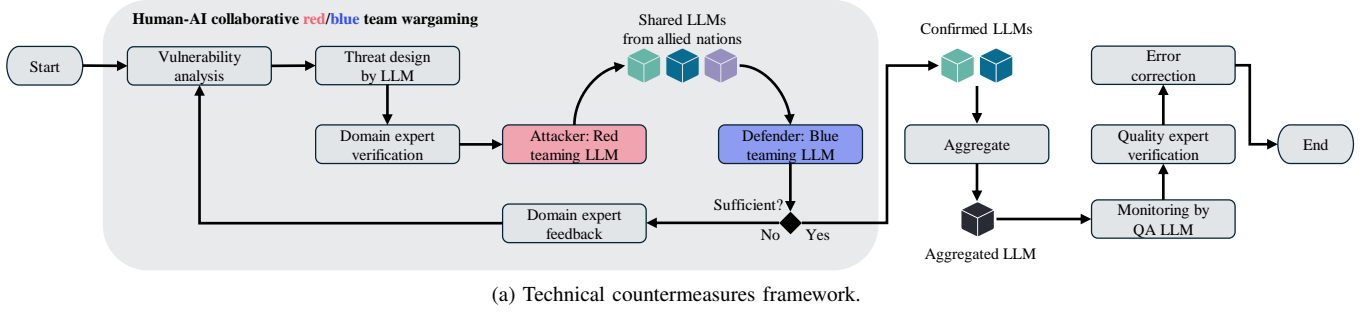 Human-AI collaborative red/blue team wargaming
Start
Vulnerability
analysis
Threat design
by LLM
Domain expert
verification
Attacker: Red
teaming LLM
Shared LLMs
from allied nations
Defender: Blue
teaming LLM
Sufficient?
No
Yes
Domain expert
feedback
Confirmed LLMs
Aggregate
Aggregated LLM
Monitoring by
QA LLM
Quality expert
verification
Error
correction
End
(a) Technical countermeasures framework.